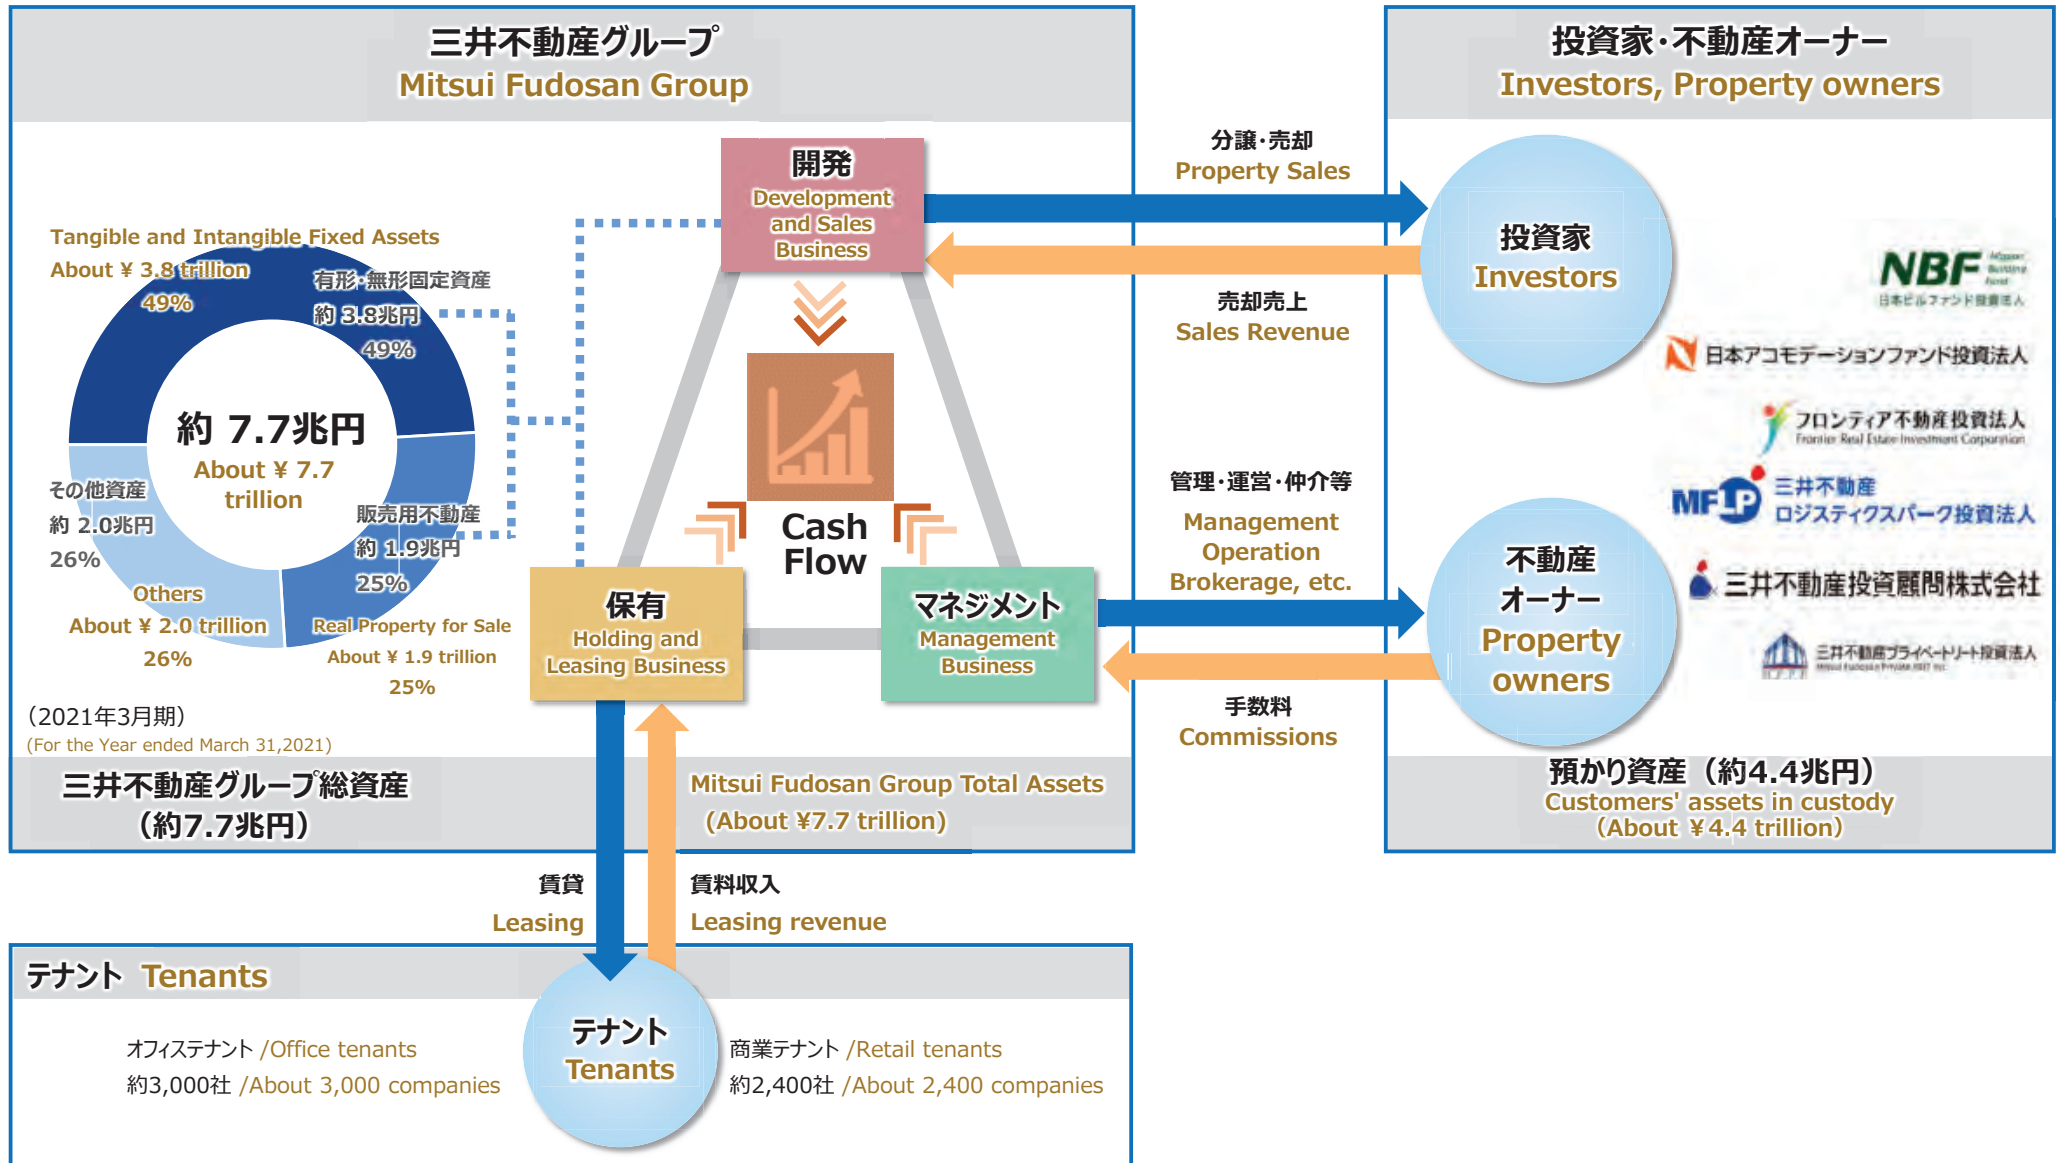 三井不動産グループ
Mitsui Fudosan Group
投資家・不動産オーナー
Investors, Property owners
開発
Development
and Sales
Business
分譲・売却
Property Sales
売却売上
Sales Revenue
投資家
Investors
Tangible and Intangible Fixed Assets
About ¥ 3.8 trillion
49%
有形・無形固定資産
約 3.8兆円
49%
約 7.7兆円
About ¥ 7.7
trillion
その他資産
約 2.0兆円
26%
Others
About ¥ 2.0 trillion
26%
販売用不動産
約 1.9兆円
25%
Real Property for Sale
About ¥ 1.9 trillion
25%
Cash
Flow
保有
Holding and
Leasing Business
マネジメント
Management
Business
管理・運営・仲介等
Management
Operation
Brokerage, etc.
手数料
Commissions
不動産
オーナー
Property
owners
NBF
日本ビルファンド投資法人
日本アコモデーションファンド投資法人
フロンティア不動産投資法人
Frontier Real Estate Investment Corporation
MFLP 三井不動産
ロジスティクスパーク投資法人
三井不動産投資顧問株式会社
三井不動産プライベートリート投資法人
Mitsui Fudosan Private REIT Inc.
（2021年3月期）
(For the Year ended March 31,2021)
三井不動産グループ総資産
（約7.7兆円）
Mitsui Fudosan Group Total Assets
(About ¥7.7 trillion)
預かり資産（約4.4兆円）
Customers' assets in custody
（About ¥4.4 trillion）
賃貸
Leasing
賃料収入
Leasing revenue
テナント Tenants
テナント
Tenants
オフィステナント /Office tenants
約3,000社 /About 3,000 companies
商業テナント /Retail tenants
約2,400社 /About 2,400 companies